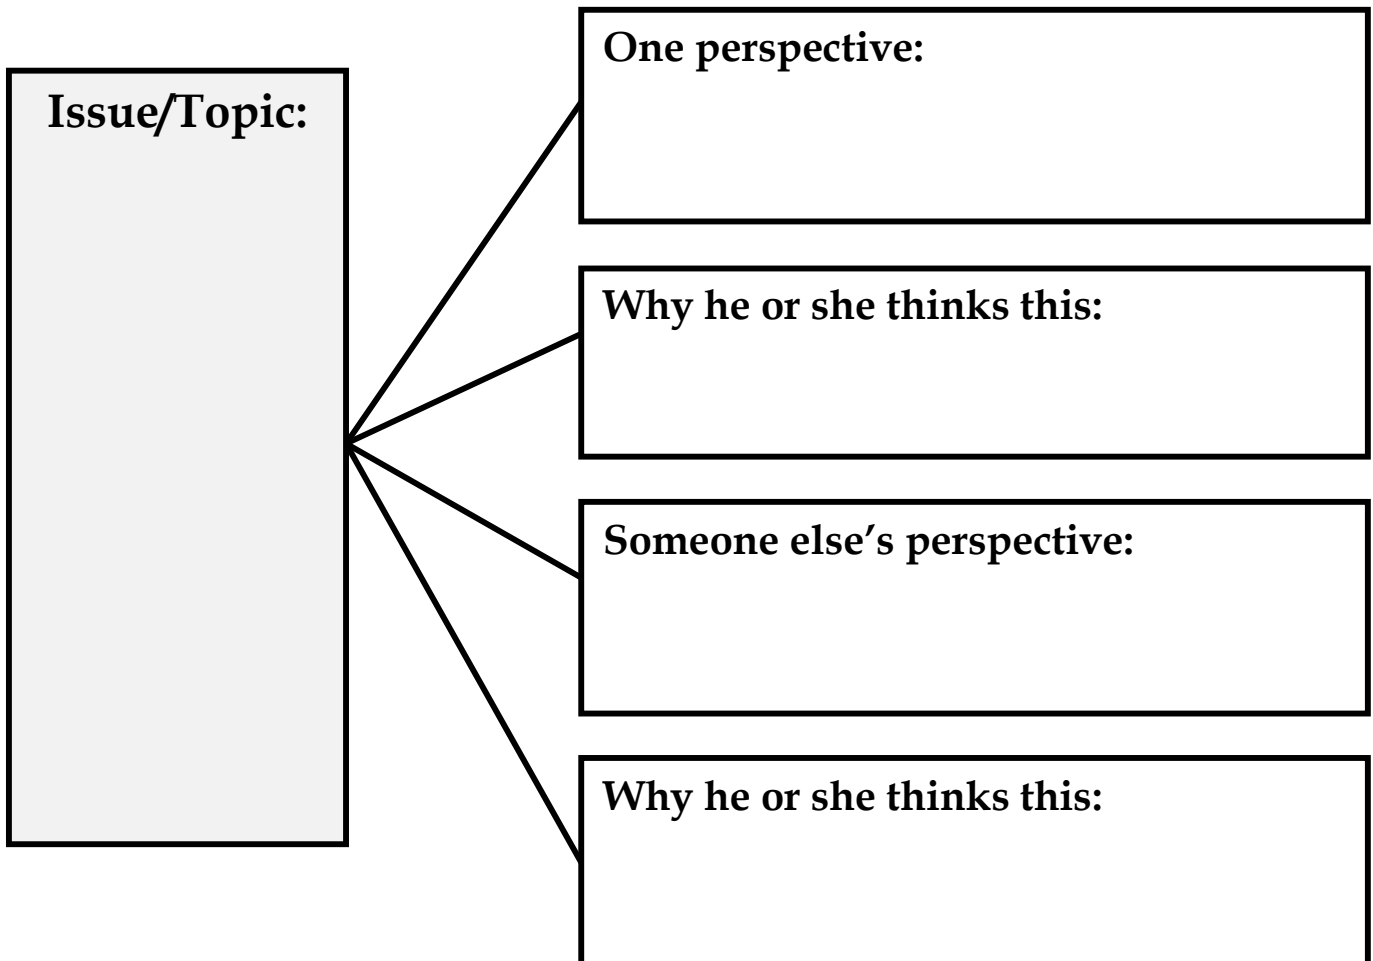 Issue/Topic:
One perspective:
Why he or she thinks this:
Someone else’s perspective:
Why he or she thinks this: